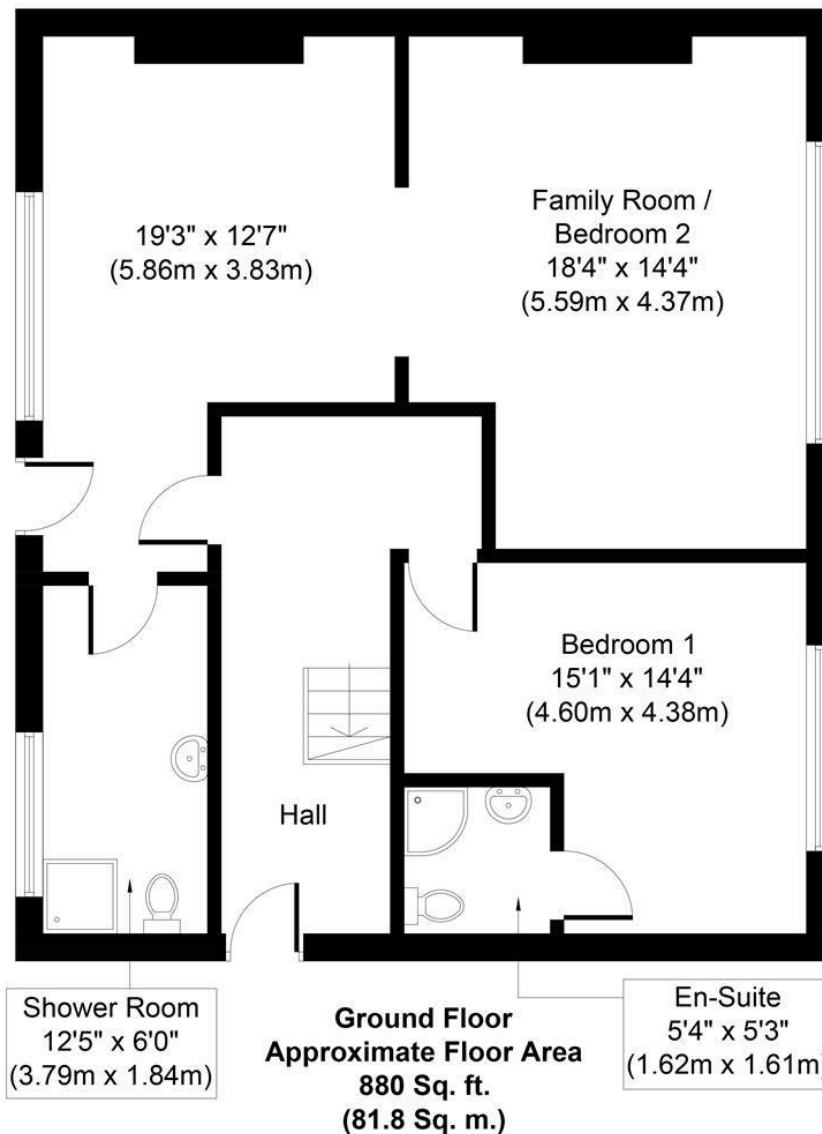 19'3" x 12'7"
(5.86m x 3.83m)
Family Room /
Bedroom 2
18'4" x 14'4"
(5.59m x 4.37m)
Bedroom 1
15'1" x 14'4"
(4.60m x 4.38m)
Hall
Shower Room
12'5" x 6'0"
(3.79m x 1.84m)
Ground Floor
Approximate Floor Area
880 Sq. ft.
(81.8 Sq. m.)
En-Suite
5'4" x 5'3"
(1.62m x 1.61m)